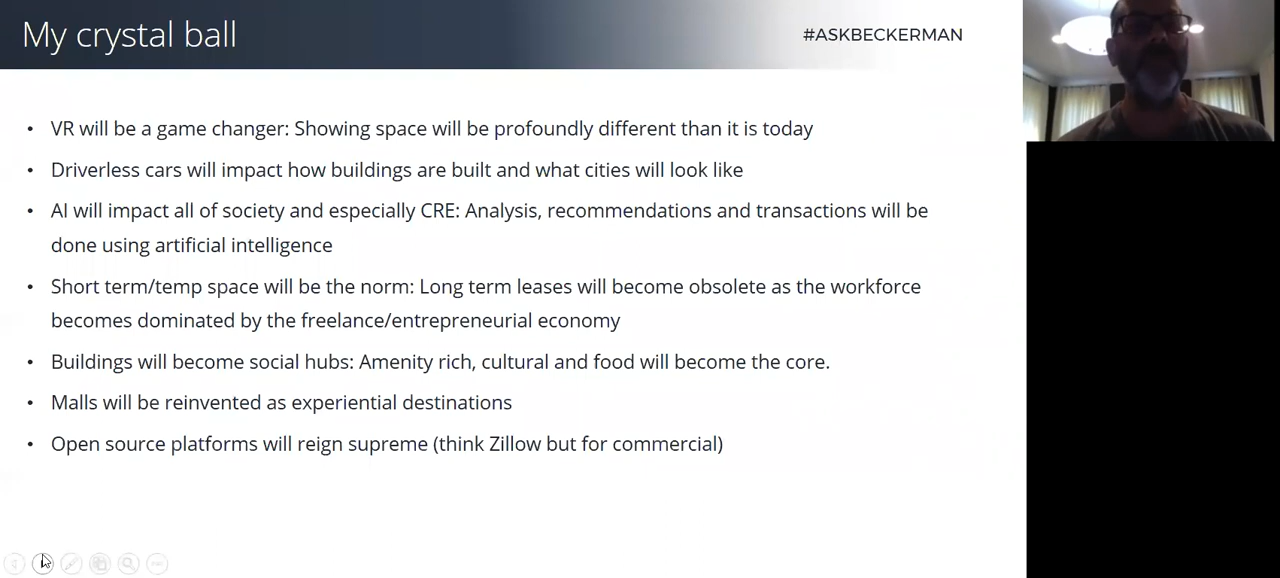 My crystal ball
#ASKBECKERMAN
• VR will be a game changer: Showing space will be profoundly different than it is today
• Driverless cars will impact how buildings are built and what cities will look like
• AI will impact all of society and especially CRE: Analysis, recommendations and transactions will be
done using artificial intelligence
• Short term/temp space will be the norm: Long term leases will become obsolete as the workforce
becomes dominated by the freelance/entrepreneurial economy
• Buildings will become social hubs: Amenity rich, cultural and food will become the core.
• Malls will be reinvented as experiential destinations
• Open source platforms will reign supreme (think Zillow but for commercial)